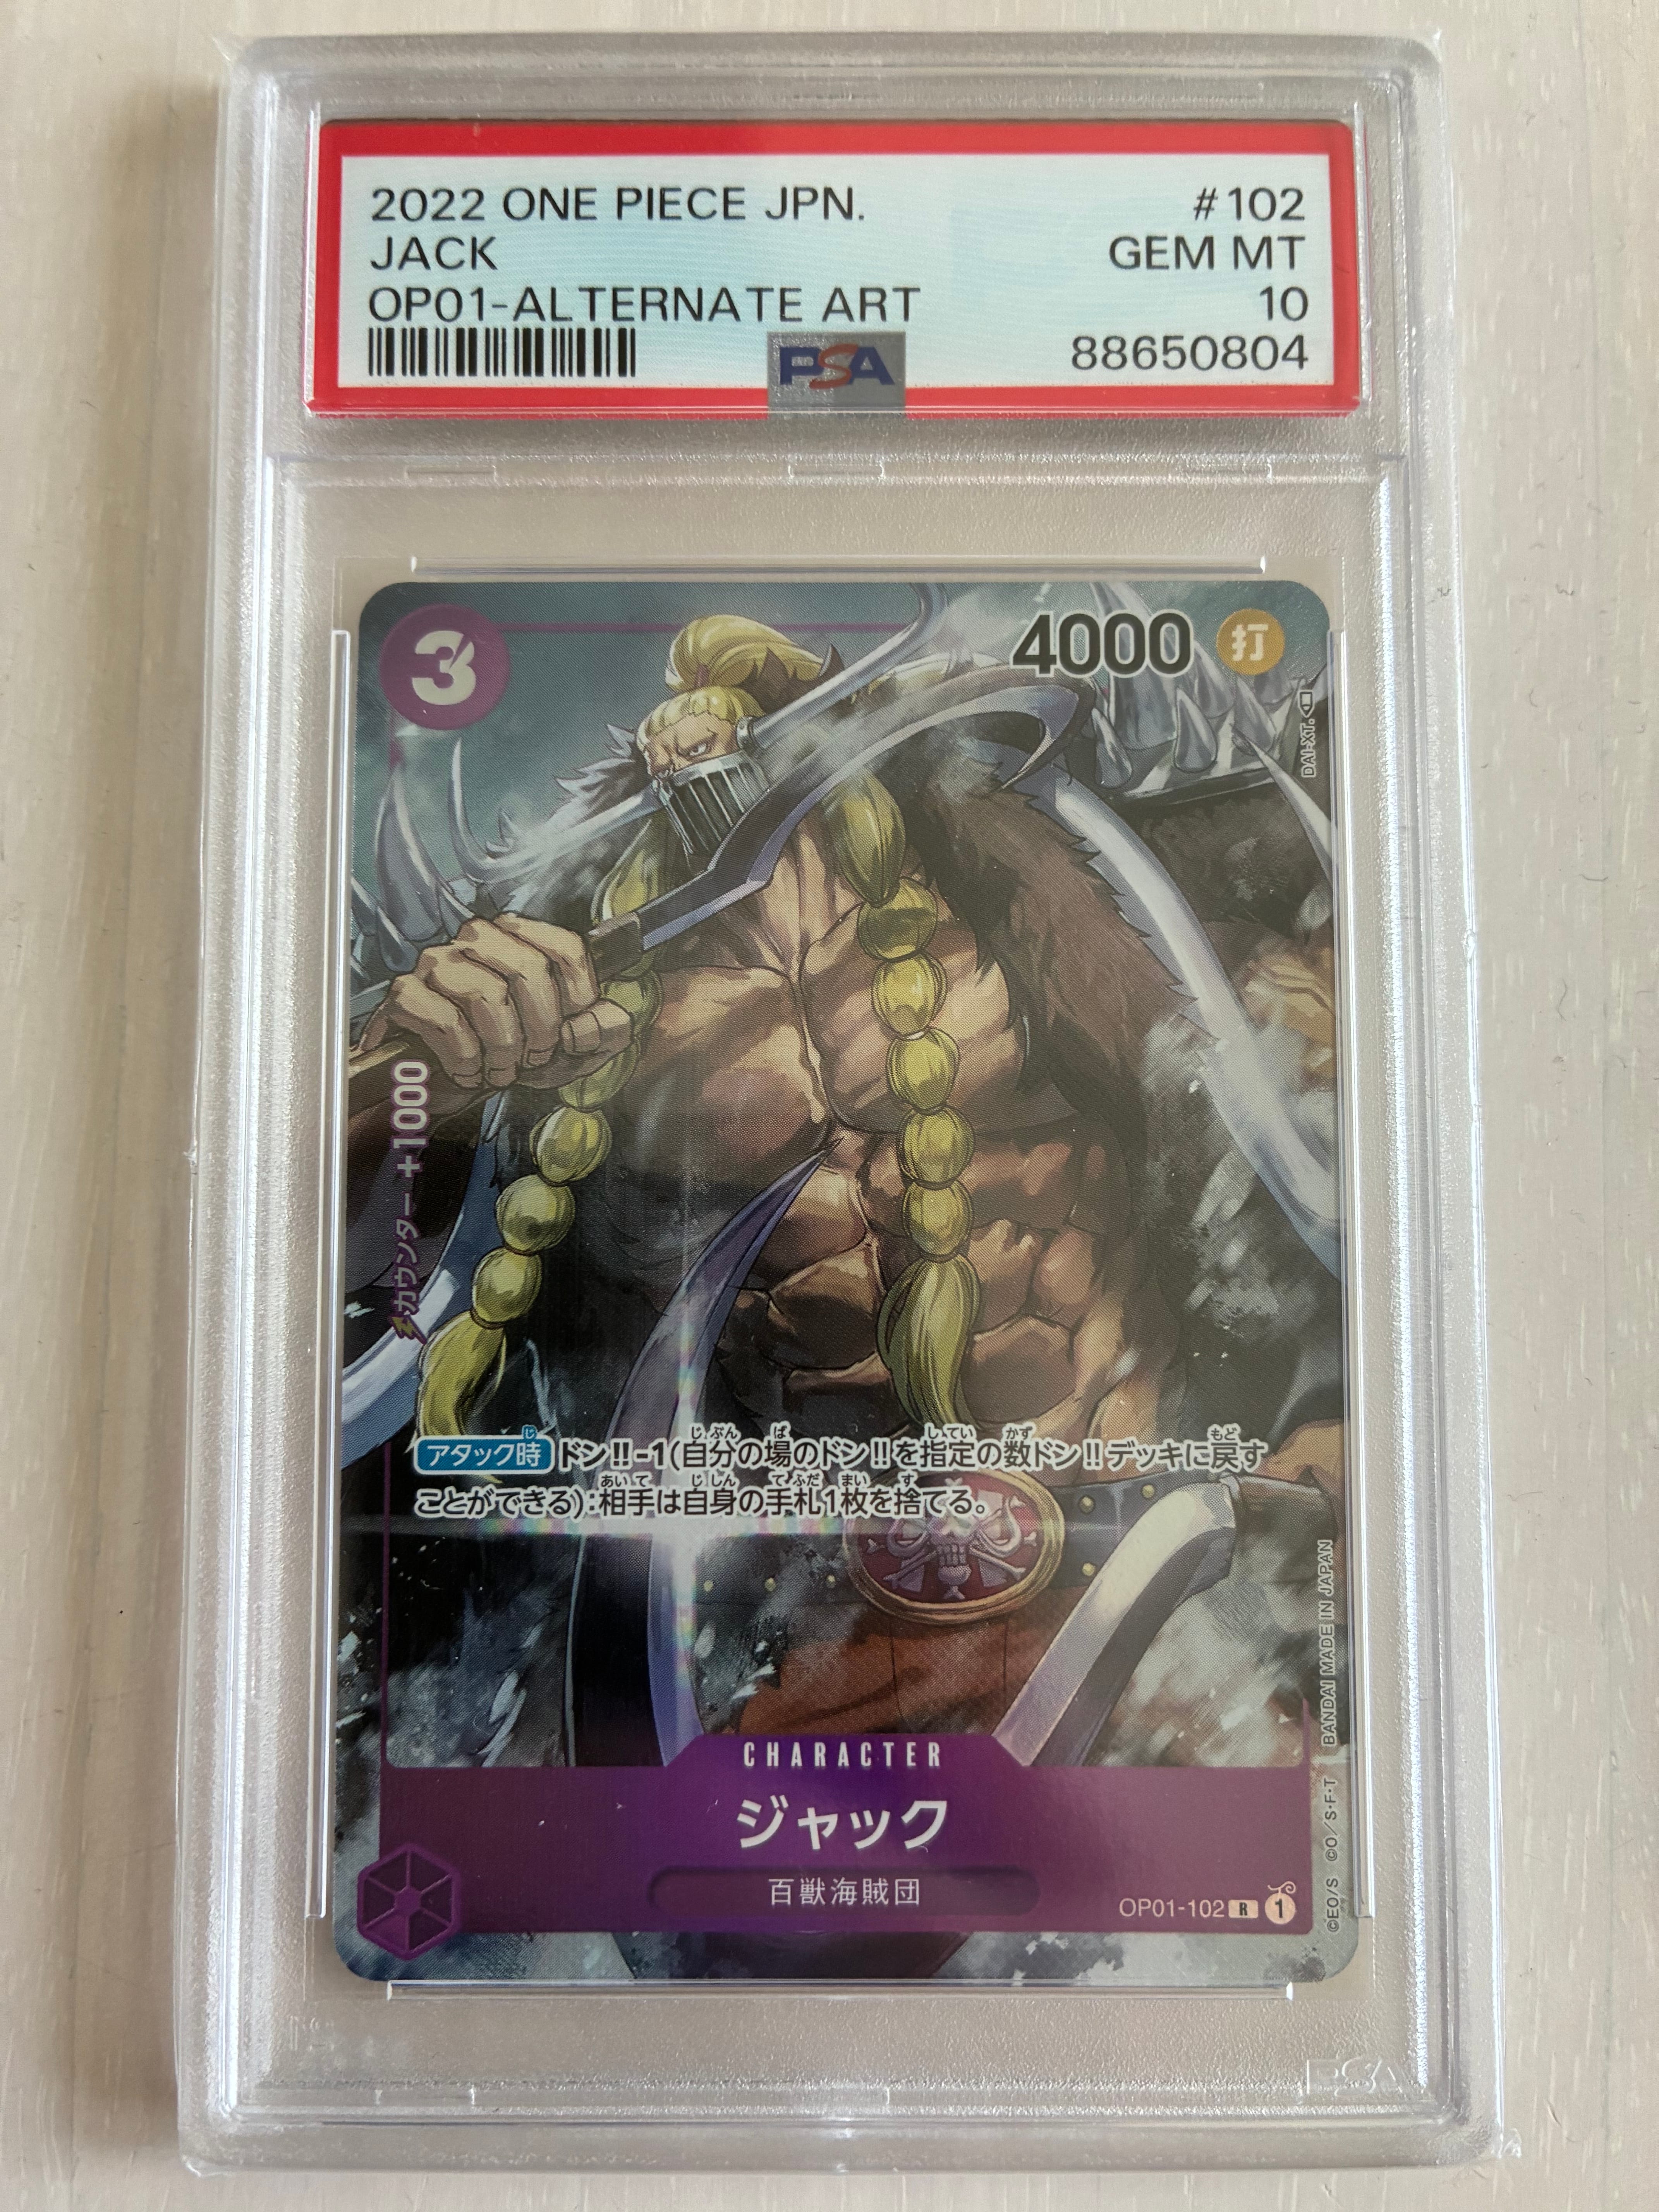 2022 ONE PIECE JPN. #102
JACK GEM MT
OP01-ALTERNATE ART 10
PSA 88650804
3 4000 打
DAI-XT.
カウンター +1000
アタック時 ドン!!-1(自分の場のドン!!を指定の数ドン!!デッキに戻す
ことができる):相手は自身の手札1枚を捨てる。
CHARACTER
ジャック
百獣海賊団
OP01-102 R 1
©EO/S ©O/S・F・T BANDAI MADE IN JAPAN
PSA